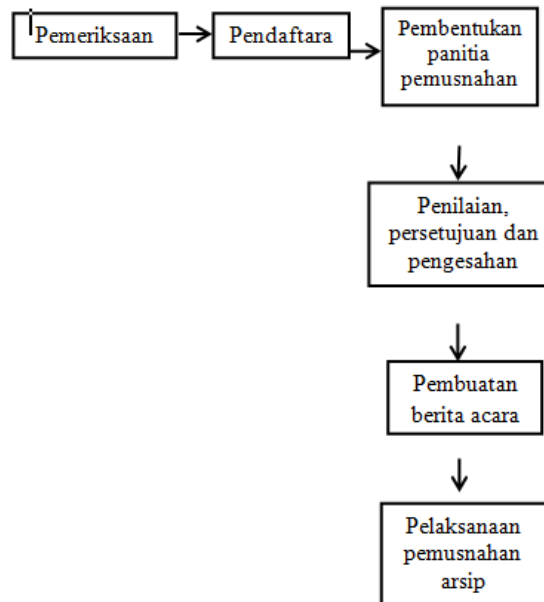 Pemeriksaan
Pendaftara
Pembentukan
panitia
pemusnahan
Penilaian,
persetujuan dan
pengesahan
Pembuatan
berita acara
Pelaksanaan
pemusnahan
arsip